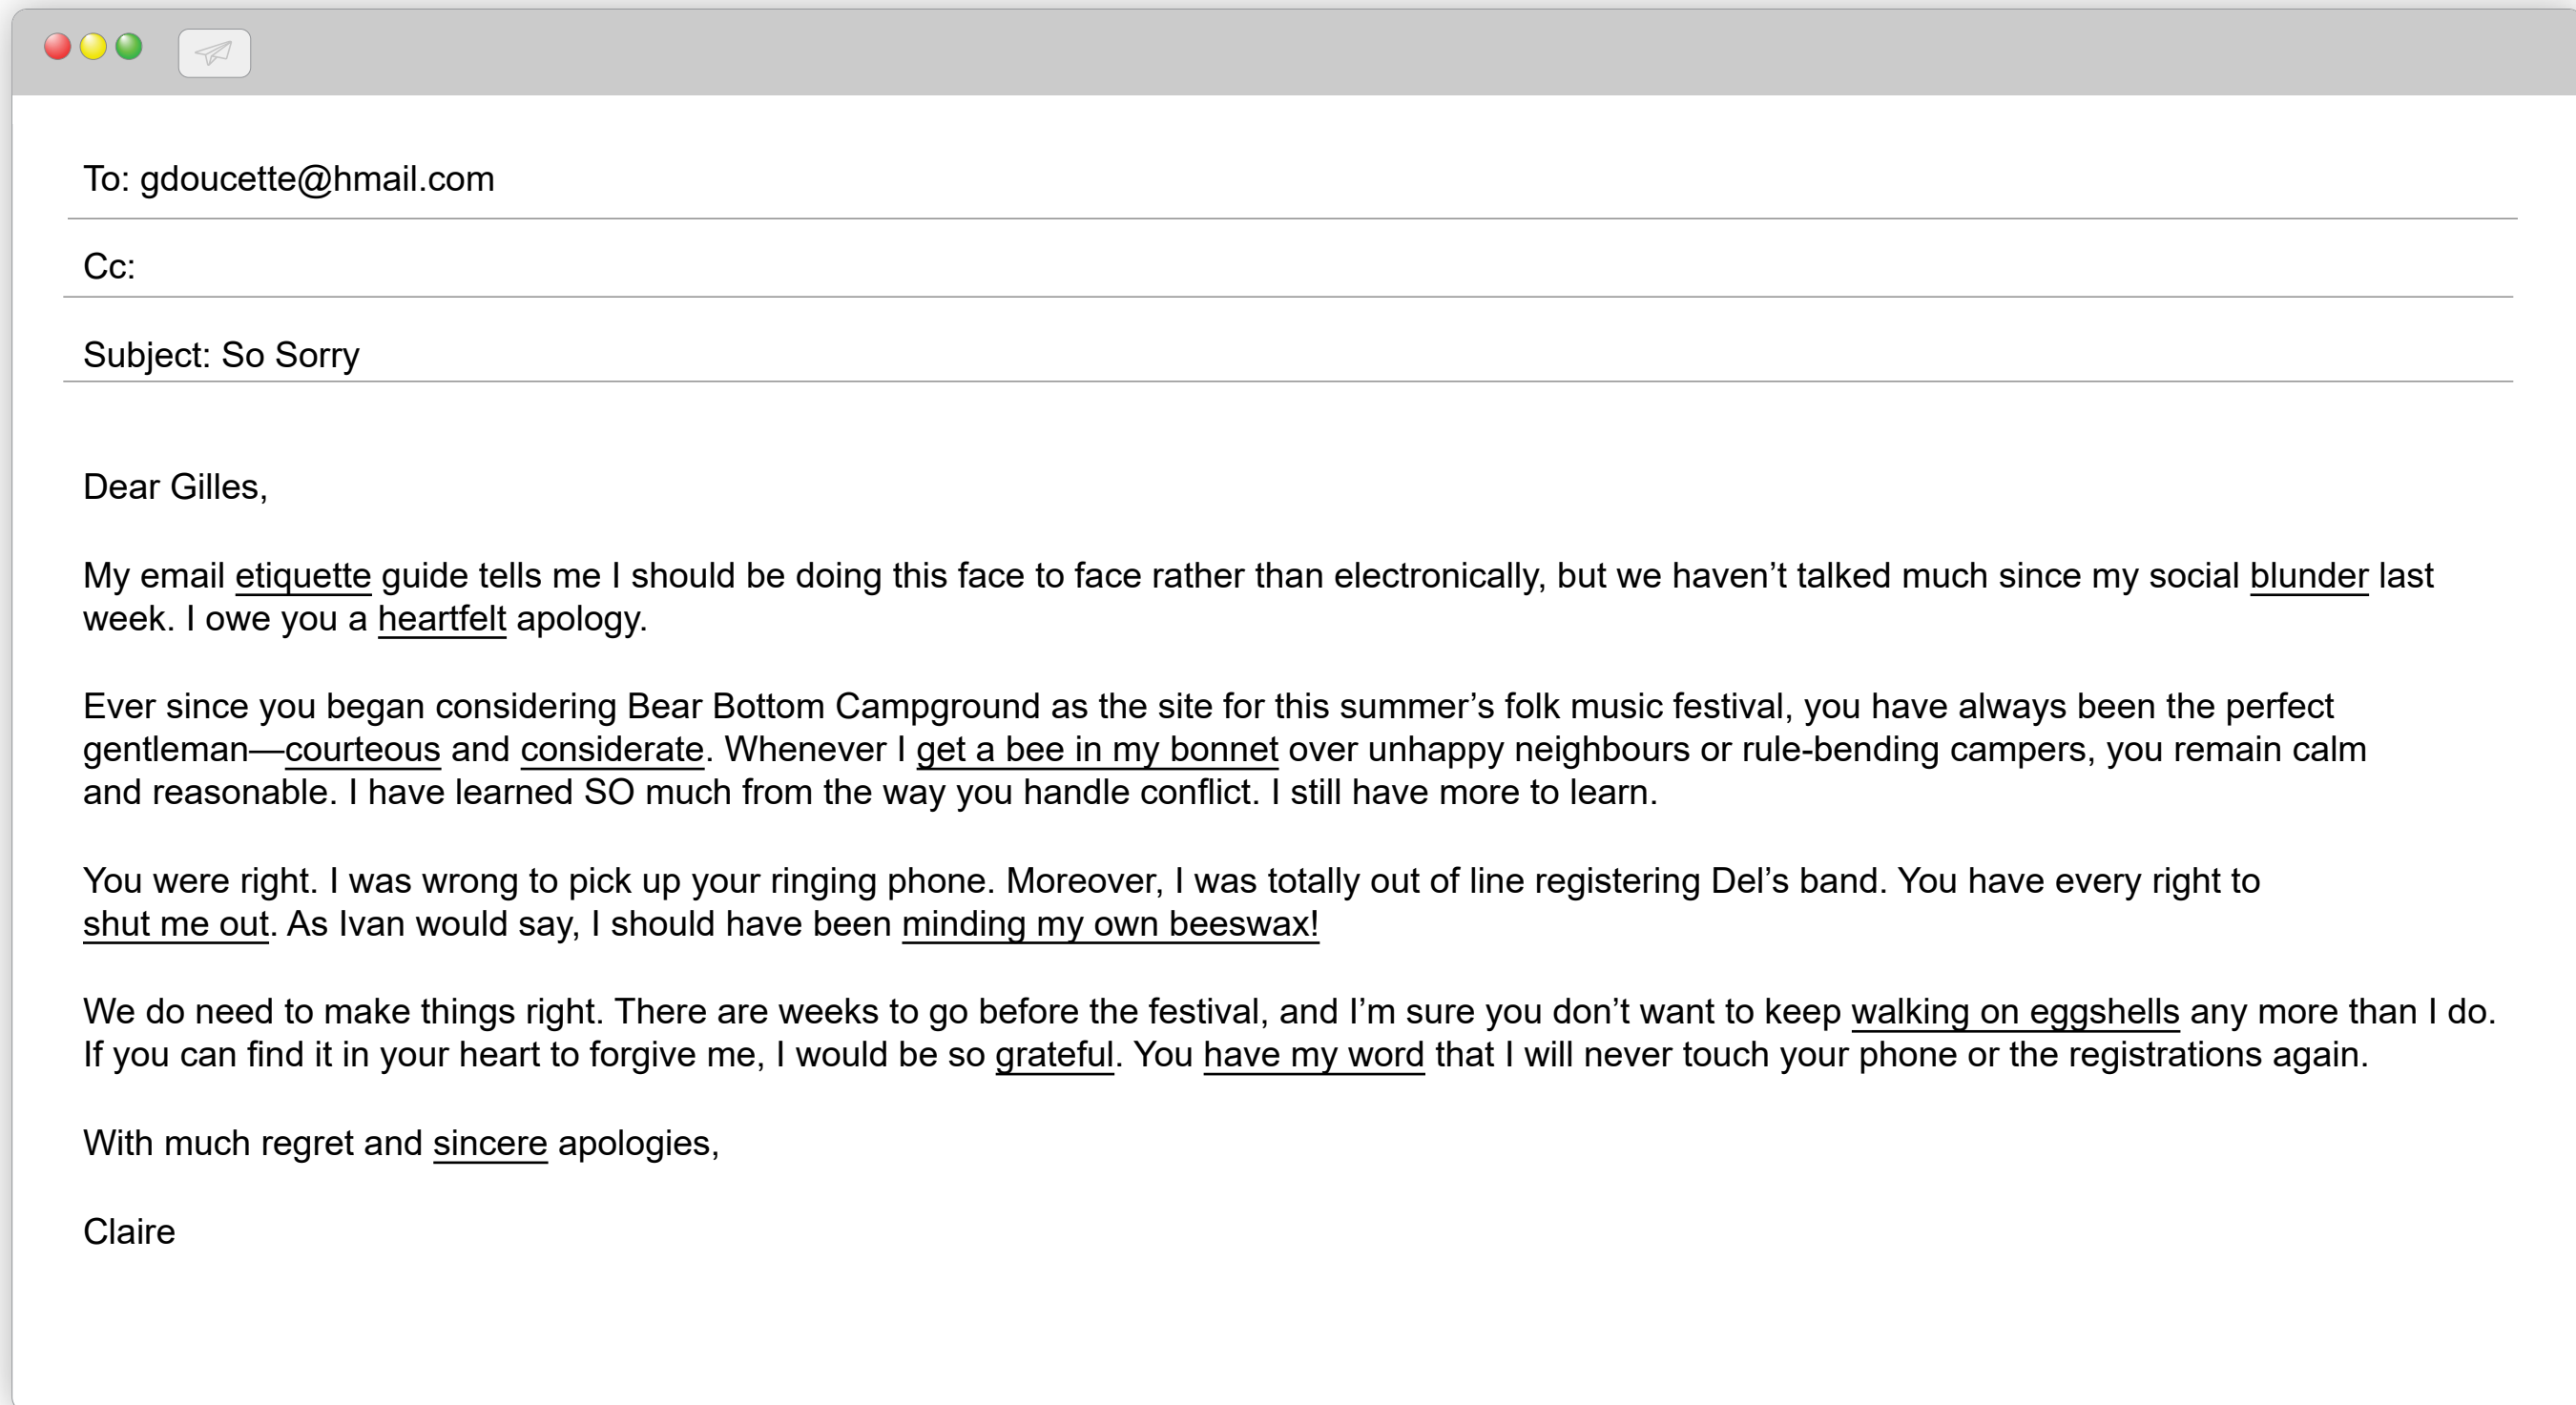 To: gdoucette@hmail.com
Cc:
Subject: So Sorry
Dear Gilles,
My email etiquette guide tells me I should be doing this face to face rather than electronically, but we haven’t talked much since my social blunder last
week. I owe you a heartfelt apology.
Ever since you began considering Bear Bottom Campground as the site for this summer’s folk music festival, you have always been the perfect
gentleman—courteous and considerate. Whenever I get a bee in my bonnet over unhappy neighbours or rule-bending campers, you remain calm
and reasonable. I have learned SO much from the way you handle conflict. I still have more to learn.
You were right. I was wrong to pick up your ringing phone. Moreover, I was totally out of line registering Del’s band. You have every right to
shut me out. As Ivan would say, I should have been minding my own beeswax!
We do need to make things right. There are weeks to go before the festival, and I’m sure you don’t want to keep walking on eggshells any more than I do.
If you can find it in your heart to forgive me, I would be so grateful. You have my word that I will never touch your phone or the registrations again.
With much regret and sincere apologies,
Claire